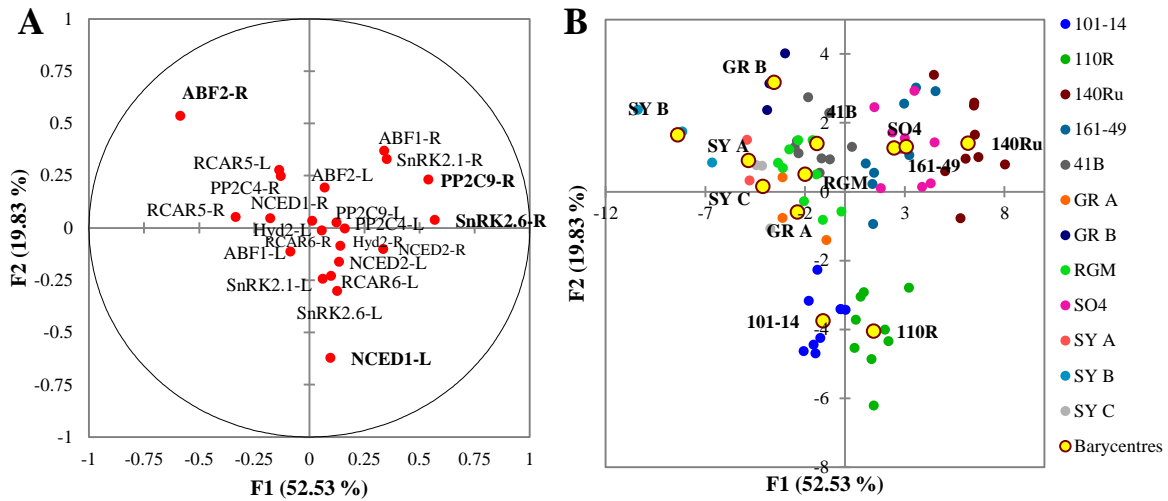 A
1
0.75
0.5
0.25
0
-0.25
-0.5
-0.75
-1
-1
-0.75
-0.5
-0.25
0
0.25
0.5
0.75
1
F2 (19.83 %)
F1 (52.53 %)
ABF2-R
ABF1-R
SnRK2.1-R
RCAR5-L
ABF2-L
PP2C9-R
PP2C4-R
NCED1-R
RCAR5-R
PP2C9-L
PP2C4-L
SnRK2.6-R
Hyd2-L
RCAR6-R
Hyd2-R
NCED2-R
ABF1-L
NCED2-L
SnRK2.1-L
RCAR6-L
SnRK2.6-L
NCED1-L
B
4
2
0
-2
-4
-6
-8
-12
-7
-2
3
8
F2 (19.83 %)
F1 (52.53 %)
GR B
SY B
41B
SO4
140Ru
SY A
161-49
SY C
RGM
GR A
101-14
110R
101-14
110R
140Ru
161-49
41B
GR A
GR B
RGM
SO4
SY A
SY B
SY C
Barycentres